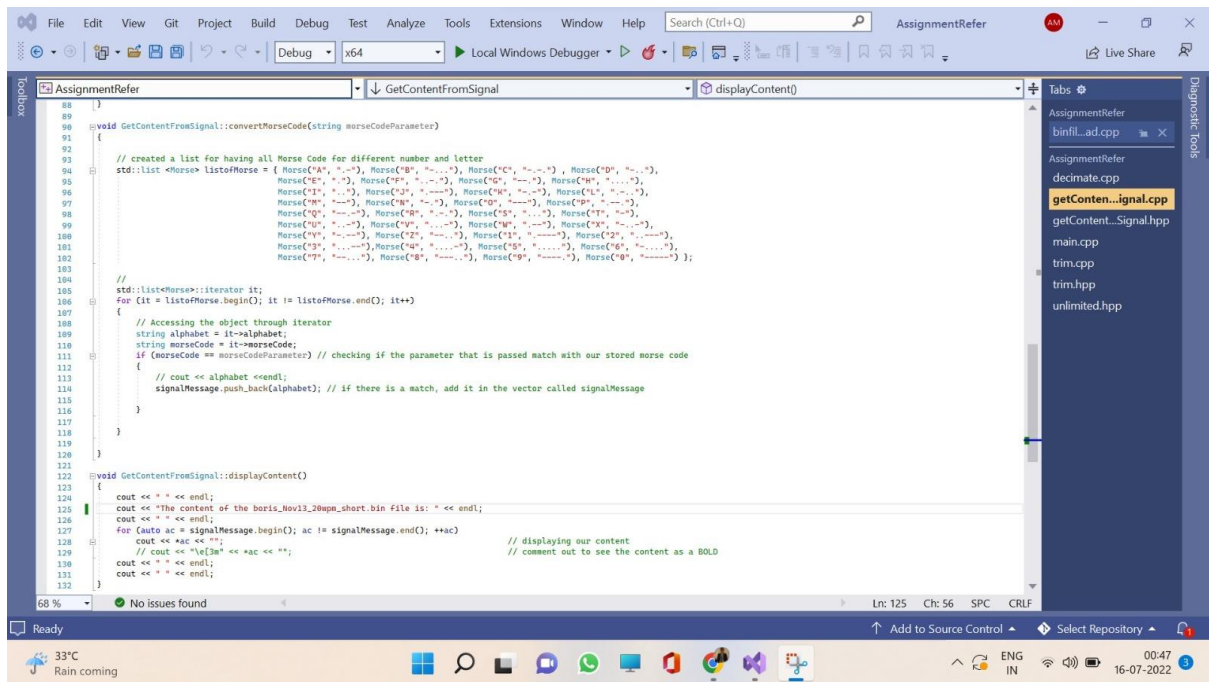 File Edit View Git Project Build Debug Test Analyze Tools Extensions Window Help Search (Ctrl+Q) AssignmentRefer AM
Debug x64 Local Windows Debugger Live Share
Toolbox
AssignmentRefer GetContentFromSignal displayContent()
88 }
89
90 void GetContentFromSignal::convertMorseCode(string morseCodeParameter)
91 {
92
93 // created a list for having all Morse Code for different number and letter
94 std::list <Morse> listofMorse = { Morse("A", ".-"), Morse("B", "-..."), Morse("C", "-.-.") , Morse("D", "-.."),
95 Morse("E", "."), Morse("F", "..-."), Morse("G", "--."), Morse("H", "...."),
96 Morse("I", ".."), Morse("J", ".---"), Morse("K", "-.-"), Morse("L", ".-.."),
97 Morse("M", "--"), Morse("N", "-."), Morse("O", "---"), Morse("P", ".--."),
98 Morse("Q", "--.-"), Morse("R", ".-."), Morse("S", "..."), Morse("T", "-"),
99 Morse("U", "..-"), Morse("V", "...-"), Morse("W", ".--"), Morse("X", "-..-"),
100 Morse("Y", "-.--"), Morse("Z", "--.."), Morse("1", ".----"), Morse("2", "..---"),
101 Morse("3", "...--"),Morse("4", "....-"), Morse("5", "....."), Morse("6", "-...."),
102 Morse("7", "--..."), Morse("8", "---.."), Morse("9", "----."), Morse("0", "-----") };
103
104 //
105 std::list<Morse>::iterator it;
106 for (it = listofMorse.begin(); it != listofMorse.end(); it++)
107 {
108 // Accessing the object through iterator
109 string alphabet = it->alphabet;
110 string morseCode = it->morseCode;
111 if (morseCode == morseCodeParameter) // checking if the parameter that is passed match with our stored morse code
112 {
113 // cout << alphabet <<endl;
114 signalMessage.push_back(alphabet); // if there is a match, add it in the vector called signalMessage
115
116 }
117
118 }
119
120 }
121
122 void GetContentFromSignal::displayContent()
123 {
124 cout << " " << endl;
125 cout << "The content of the boris_Nov13_20wpm_short.bin file is: " << endl;
126 cout << " " << endl;
127 for (auto ac = signalMessage.begin(); ac != signalMessage.end(); ++ac)
128 cout << *ac << ""; // displaying our content
129 // cout << "\e[3m" << *ac << ""; // comment out to see the content as a BOLD
130 cout << " " << endl;
131 cout << " " << endl;
132 }
68 % No issues found Ln: 125 Ch: 56 SPC CRLF
Tabs
AssignmentRefer
binfil...ad.cpp
AssignmentRefer
decimate.cpp
getConten...ignal.cpp
getContent...Signal.hpp
main.cpp
trim.cpp
trim.hpp
unlimited.hpp
Diagnostic Tools
Ready Add to Source Control Select Repository 1
33°C
Rain coming
ENG
IN
00:47
16-07-2022
3